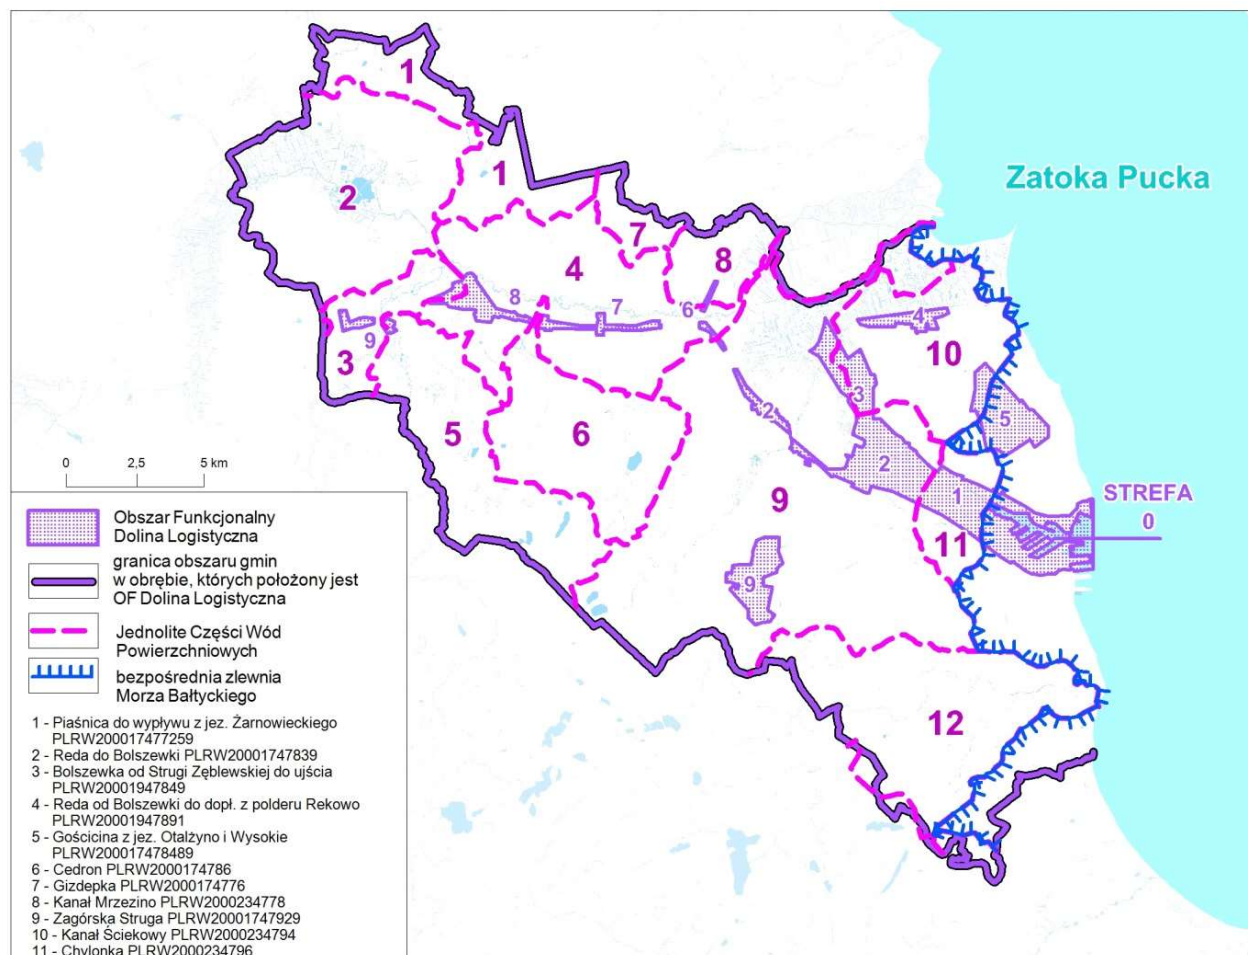 1
Zatoka Pucka
1
2
7
8
4
8
7
6
4
9
3
10
3
2
5
5
6
2
0
2,5
5 km
9
1
STREFA
0
11
9
12
Obszar Funkcjonalny
Dolina Logistyczna
granica obszaru gmin
w obrębie, których położony jest
OF Dolina Logistyczna
Jednolite Części Wód
Powierzchniowych
bezpośrednia zlewnia
Morza Bałtyckiego
1 - Piaśnica do wypływu z jez. Żarnowieckiego
PLRW200017477259
2 - Reda do Bolszewki PLRW20001747839
3 - Bolszewka od Strugi Zęblewskiej do ujścia
PLRW20001947849
4 - Reda od Bolszewki do dopł. z polderu Rekowo
PLRW20001947891
5 - Gościcina z jez. Otalżyno i Wysokie
PLRW200017478489
6 - Cedron PLRW2000174786
7 - Gizdepka PLRW2000174776
8 - Kanał Mrzezino PLRW2000234778
9 - Zagórska Struga PLRW20001747929
10 - Kanał Ściekowy PLRW2000234794
11 - Chylonka PLRW2000234796